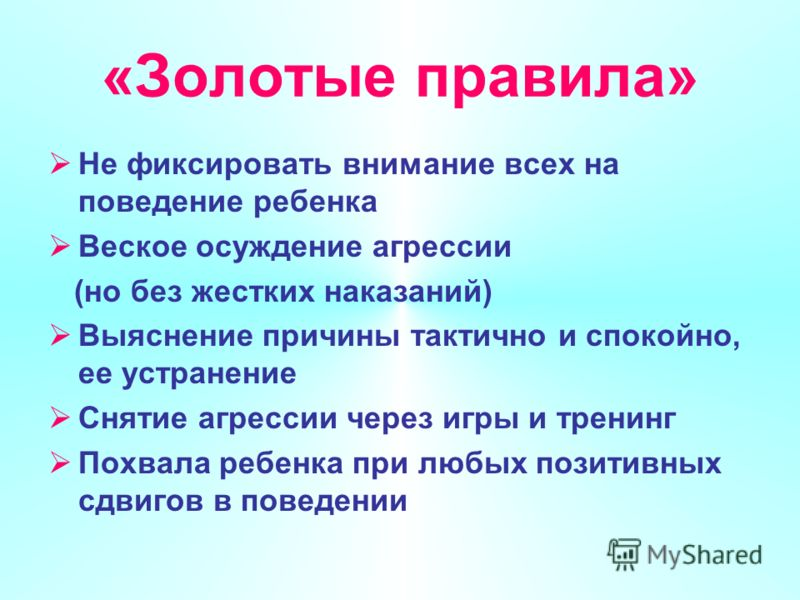 «Золотые правила»
Не фиксировать внимание всех на
поведение ребенка
Веское осуждение агрессии
(но без жестких наказаний)
Выяснение причины тактично и спокойно,
ее устранение
Снятие агрессии через игры и тренинг
Похвала ребенка при любых позитивных
сдвигов в поведении
MyShared